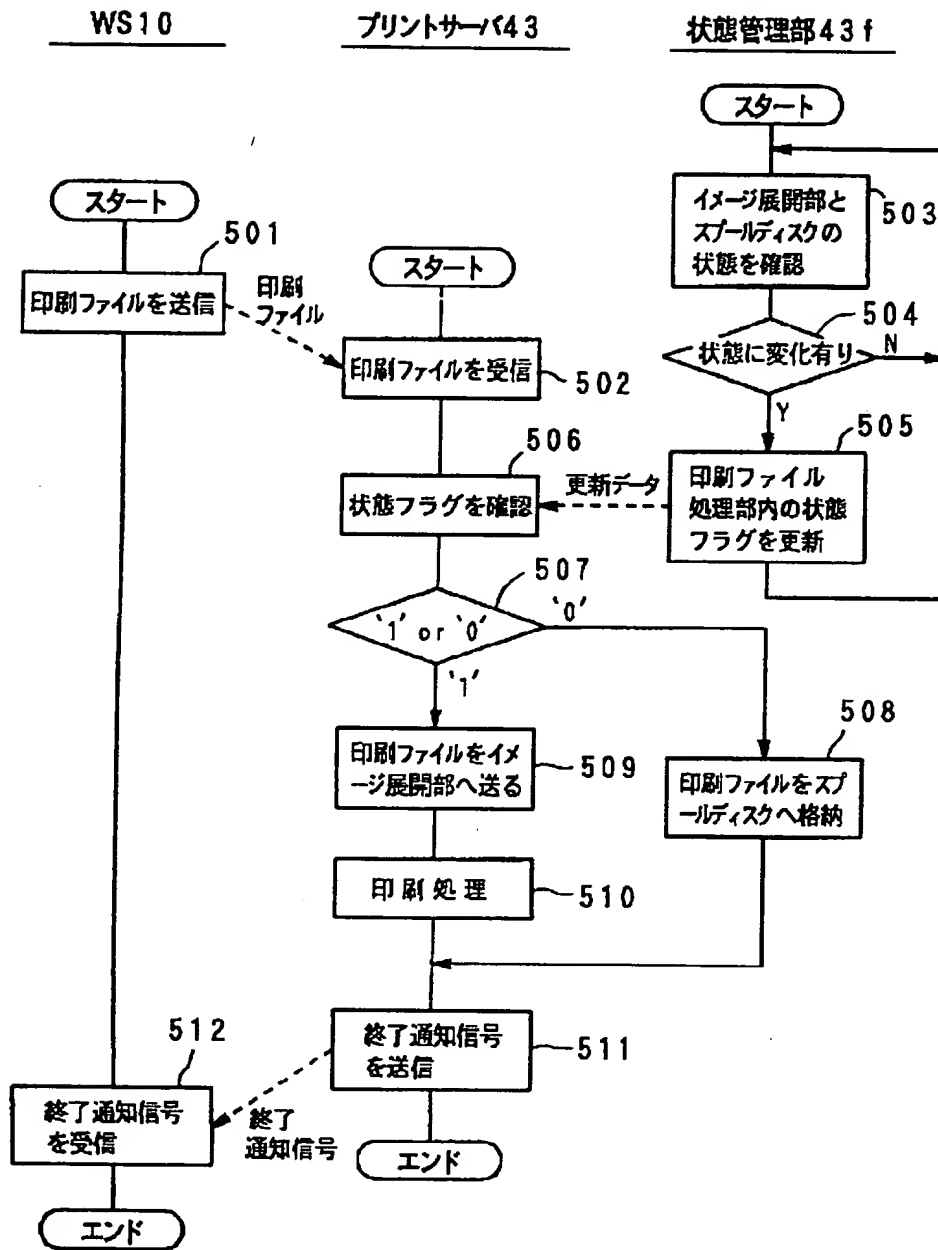 WS10
プリントサーバ43
状態管理部43f
スタート
503
イメージ展開部と
スプールディスクの
状態を確認
スタート
501
印刷ファイルを送信
印刷
ファイル
スタート
504
状態に変化有り
N
印刷ファイルを受信
502
Y
505
506
状態フラグを確認
更新データ
印刷ファイル
処理部内の状態
フラグを更新
507
'1' or '0'
'0'
'1'
508
印刷ファイルをイメ
ージ展開部へ送る
509
印刷ファイルをスプ
ールディスクへ格納
印刷処理
510
512
終了通知信号
を送信
511
終了通知信号
を受信
終了
通知信号
エンド
エンド